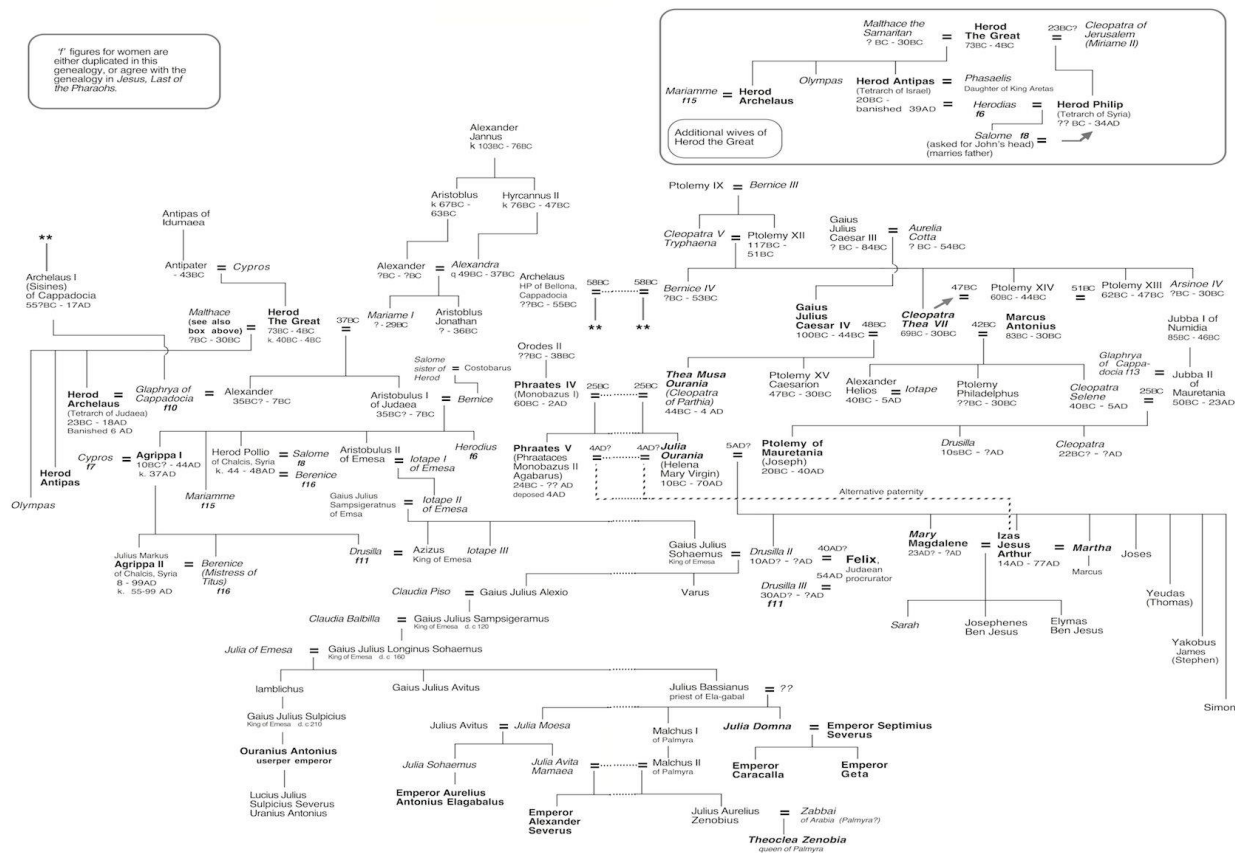 'f' figures for women are
either duplicated in this
genealogy, or agree with the
genealogy in Jesus, Last of
the Pharaohs.
Malthace the
Samaritan
? BC - 30BC
=
Herod
The Great
73BC - 4BC
23BC?
=
Cleopatra of
Jerusalem
(Miriame II)
Mariamme
f15
=
Herod
Archelaus
Olympas
Herod Antipas
(Tetrarch of Israel)
20BC -
banished 39AD
=
Phasaelis
Daughter of King Aretas
=
Herodias
f6
=
Herod Philip
(Tetrarch of Syria)
?? BC - 34AD
Additional wives of
Herod the Great
Salome f8
(asked for John's head)
(marries father)
=
Alexander
Jannus
k 103BC - 76BC
Aristoblus
k 67BC -
63BC
Hyrcannus II
k 76BC - 47BC
Ptolemy IX = Bernice III
Antipas of
Idumaea
**
Archelaus I
(Sisines)
of Cappadocia
55?BC - 17AD
Antipater
- 43BC
=
Cypros
Alexander
?BC - ?BC
=
Alexandra
q 49BC - 37BC
Archelaus
HP of Bellona,
Cappadocia
??BC - 55BC
58BC
=
**
58BC
=
**
Cleopatra V
Tryphaena
=
Ptolemy XII
117BC -
51BC
Gaius
Julius
Caesar III
? BC - 84BC
=
Aurelia
Cotta
? BC - 54BC
Bernice IV
?BC - 53BC
47BC
=
Ptolemy XIV
60BC - 44BC
51BC
=
Ptolemy XIII
62BC - 47BC
Arsinoe IV
?BC - 30BC
Malthace
(see also
box above)
?BC - 30BC
=
Herod
The Great
73BC - 4BC
k. 40BC - 4BC
37BC
=
Mariame I
? - 29BC
Aristoblus
Jonathan
? - 36BC
Gaius
Julius
Caesar IV
100BC - 44BC
48BC
=
Cleopatra
Thea VII
69BC - 30BC
42BC
=
Marcus
Antonius
83BC - 30BC
Jubba I of
Numidia
85BC - 46BC
Orodes II
??BC - 38BC
Salome
sister of
Herod
=
Costobarus
Herod
Archelaus
(Tetrarch of Judaea)
23BC - 18AD
Banished 6 AD
=
Glaphyra of
Cappadocia
f10
=
Alexander
35BC? - 7BC
Aristobulus I
of Judaea
35BC? - 7BC
=
Bernice
Phraates IV
(Monobazus I)
60BC - 2AD
25BC
=
25BC
=
Thea Musa
Ourania
(Cleopatra
of Parthia)
44BC - 4 AD
Ptolemy XV
Caesarion
47BC - 30BC
Alexander
Helios
40BC - 5AD
=
Iotape
Ptolemy
Philadelphus
??BC - 30BC
Cleopatra
Selene
40BC - 5AD
Glaphyra
of Cappa-
docia f13
=
Jubba II
of
Mauretania
50BC - 23AD
25BC
=
Olympas
Herod
Antipas
Cypros
f7
=
Agrippa I
10BC? - 44AD
k. 37AD
Mariamme
f15
Herod Pollio
of Chalcis, Syria
k. 44 - 48AD
=
Salome
f8
=
Berenice
f16
Aristobulus II
of Emesa
=
Iotape I
of Emesa
Herodius
f6
Phraates V
(Phraataces
Monobazus II
Agabarus)
24BC - ?? AD
deposed 4AD
4AD?
=
4AD?
=
Julia
Ourania
(Helena
Mary Virgin)
10BC - 70AD
5AD?
=
Ptolemy of
Mauretania
(Joseph)
20BC - 40AD
Drusilla
10sBC - ?AD
Cleopatra
22BC? - ?AD
Alternative paternity
Gaius Julius
Sampsigeratnus
of Emsa
=
Iotape II
of Emesa
Julius Markus
Agrippa II
of Chalcis, Syria
8 - 99AD
k. 55-99 AD
=
Berenice
(Mistress of
Titus)
f16
Drusilla
f11
=
Azizus
King of Emesa
Iotape III
Gaius Julius
Sohaemus
King of Emesa
=
Drusilla II
10AD? - ?AD
40AD?
=
Felix,
Judaean
procrurator
Drusilla III
30AD? - ?AD
f11
54AD
=
Mary
Magdalene
23AD? - ?AD
=
Izas
Jesus
Arthur
14AD - 77AD
=
Martha
Marcus
Joses
Yeudas
(Thomas)
Yakobus
James
(Stephen)
Simon
Claudia Piso = Gaius Julius Alexio
Varus
Sarah
Josephenes
Ben Jesus
Elymas
Ben Jesus
Claudia Balbilla = Gaius Julius Sampsigeramus
King of Emesa d. c 120
Julia of Emesa = Gaius Julius Longinus Sohaemus
King of Emesa d. c 160
Iamblichus
Gaius Julius Avitus
Julius Bassianus
priest of Ela-gabal
=
??
Gaius Julius Sulpicius
King of Emesa d. c 210
Julius Avitus = Julia Moesa
Malchus I
of Palmyra
Julia Domna
=
Emperor Septimius
Severus
Ouranius Antonius
userper emperor
Julia Sohaemus
Julia Avita
Mamaea
=
=
Malchus II
of Palmyra
Emperor
Caracalla
Emperor
Geta
Lucius Julius
Sulpicius Severus
Uranius Antonius
Emperor Aurelius
Antonius Elagabalus
Emperor
Alexander
Severus
Julius Aurelius
Zenobius
=
Zabbai
of Arabia (Palmyra?)
Theoclea Zenobia
queen of Palmyra